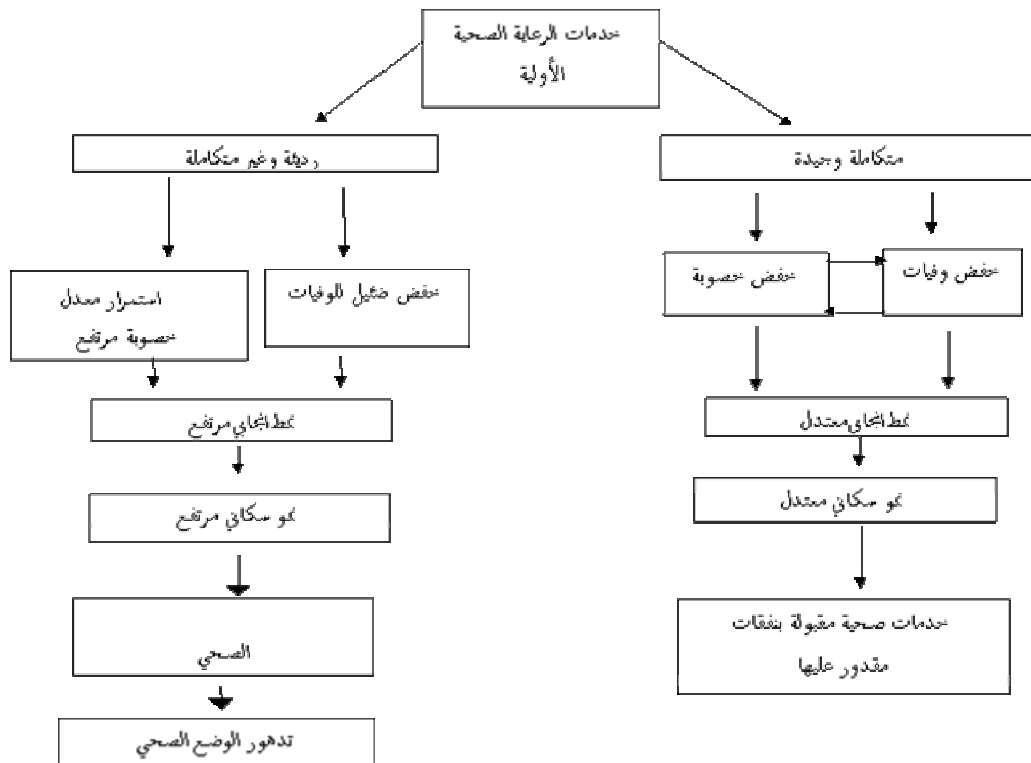 خدمات الرعاية الصحية
الأولية
متكاملة وجيدة
رديئة وغير متكاملة
خفض وفيات
خفض خصوبة
خفض ضئيل للوفيات
استمرار معدل
خصوبة مرتفع
نمط انجابي معتدل
نمط انجابي مرتفع
نمو سكاني معتدل
نمو سكاني مرتفع
خدمات صحية مقبولة بنفقات
مقدور عليها
الصحي
تدهور الوضع الصحي